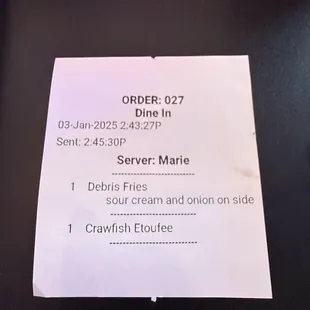 ORDER: 027
Dine In
03-Jan-2025 2:43:27P
Sent: 2:45:30P
Server: Marie
------------------------
1 Debris Fries
sour cream and onion on side
------------------------
1 Crawfish Etoufee
------------------------